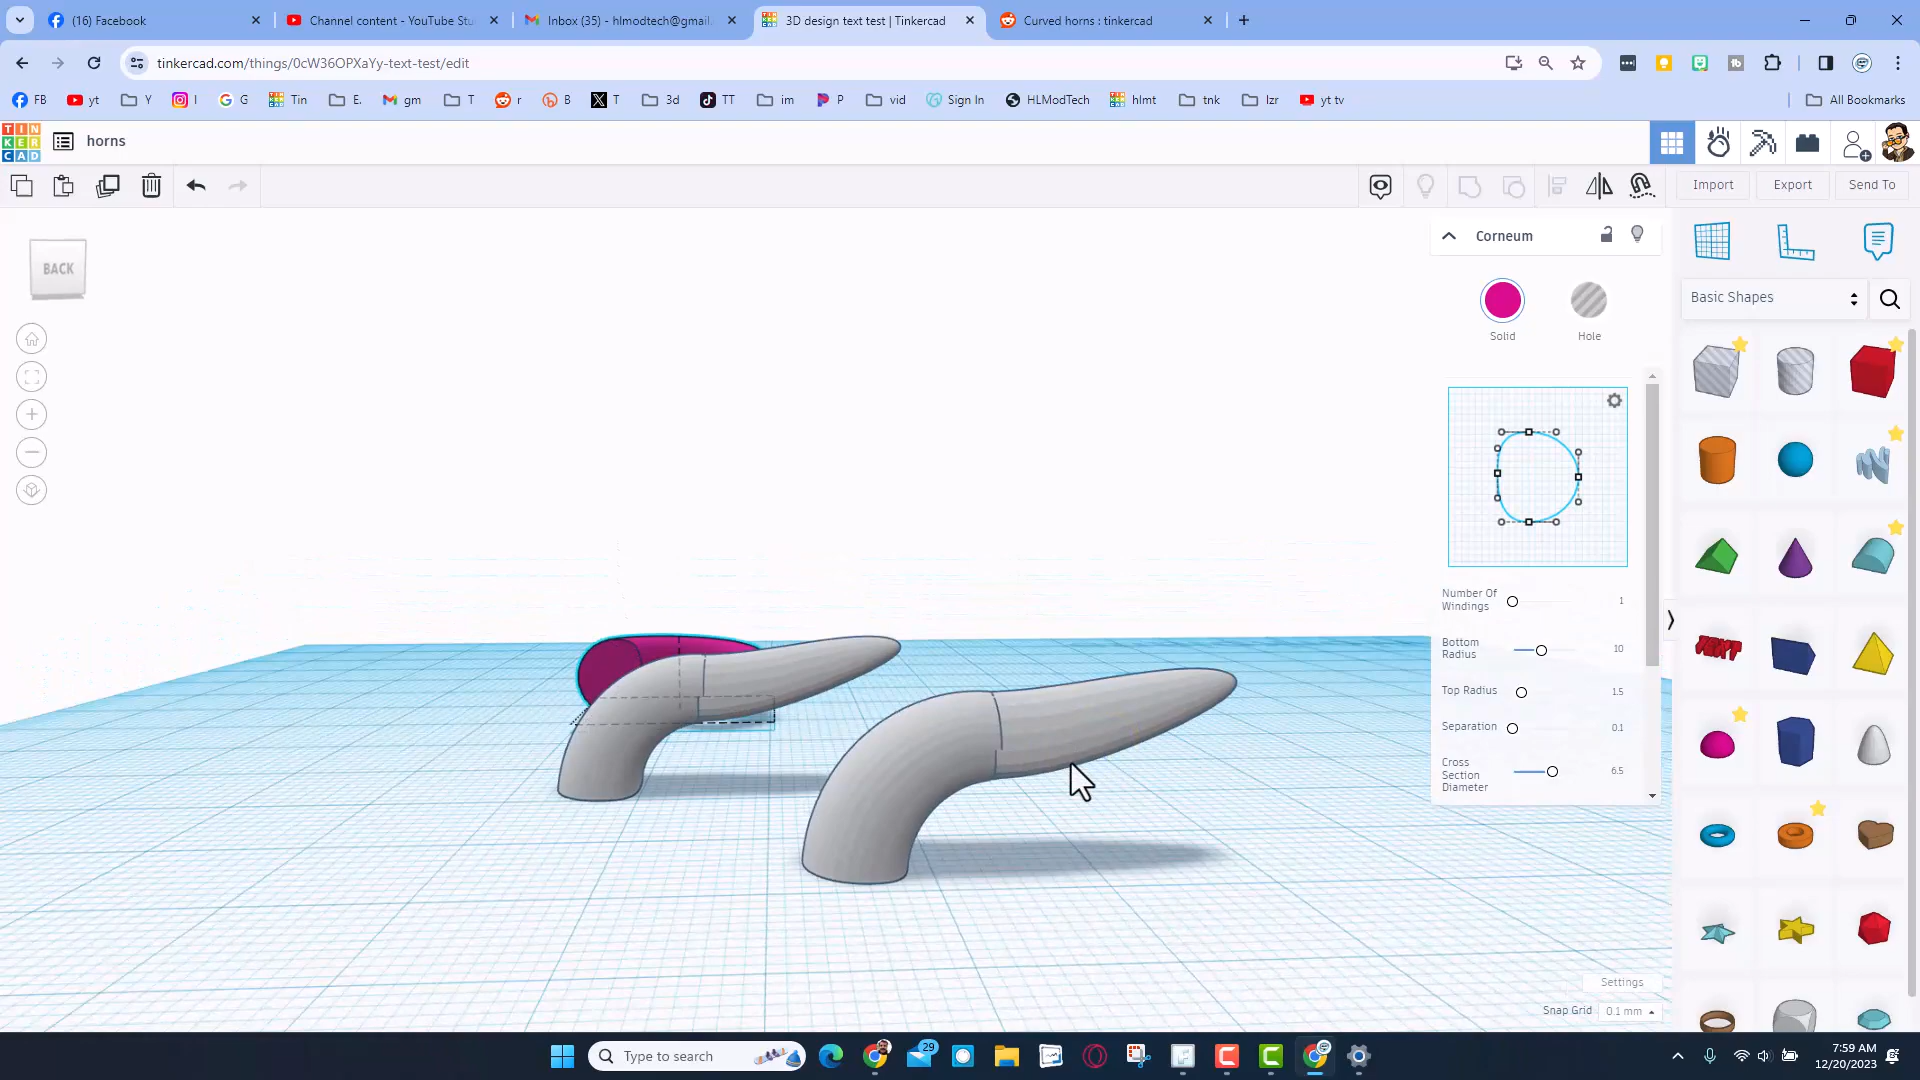 (16) Facebook
Channel content - YouTube Stu
Inbox (35) - hlmodtech@gmail.
3D design text test | Tinkercad
Curved horns : tinkercad
tinkercad.com/things/0cW36OPXaYy-text-test/edit
FB
yt
Y
I
G
Tin
E.
gm
T
r
B
T
3d
TT
im
P
vid
Sign In
HLModTech
hlmt
tnk
lzr
yt tv
All Bookmarks
TIN
KER
CAD
horns
Import
Export
Send To
BACK
Corneum
Solid
Hole
Basic Shapes
Number Of
Windings
1
Bottom
Radius
10
Top Radius
1.5
Separation
0.1
Cross
Section
Diameter
6.5
Settings
Snap Grid
0.1 mm
Type to search
29
7:59 AM
12/20/2023